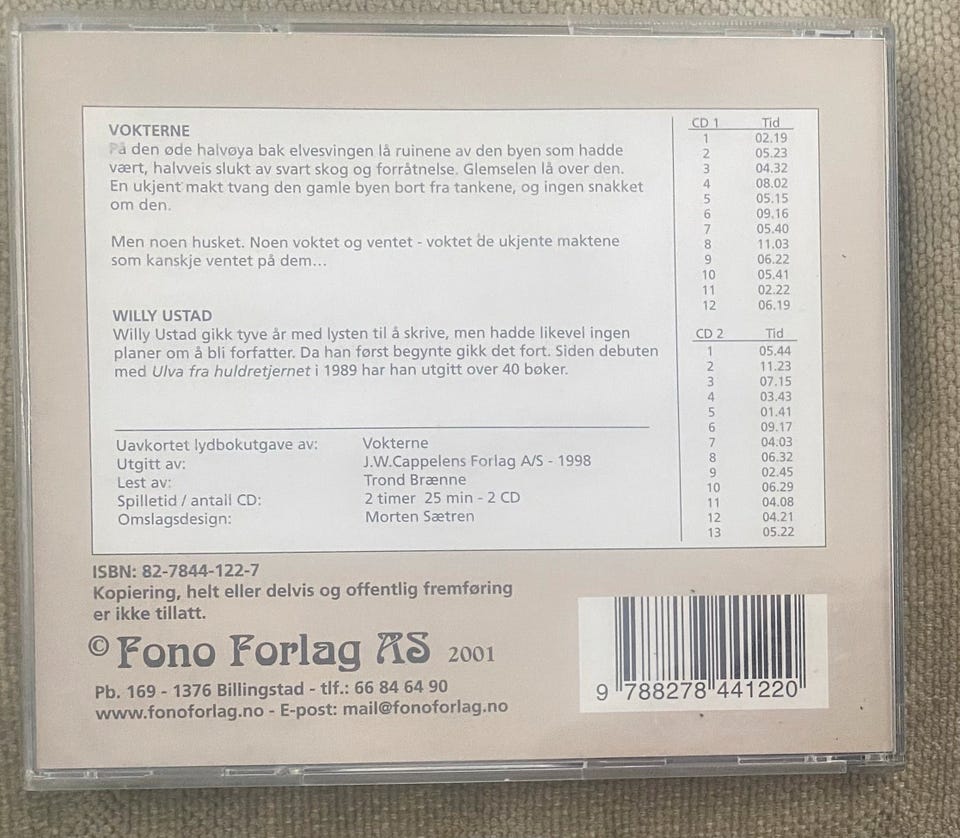 VOKTERNE
På den øde halvøya bak elvesvingen lå ruinene av den byen som hadde
vært, halvveis slukt av svart skog og forråtnelse. Glemselen lå over den.
En ukjent makt tvang den gamle byen bort fra tankene, og ingen snakket
om den.
Men noen husket. Noen voktet og ventet - voktet de ukjente maktene
som kanskje ventet på dem...
WILLY USTAD
Willy Ustad gikk tyve år med lysten til å skrive, men hadde likevel ingen
planer om å bli forfatter. Da han først begynte gikk det fort. Siden debuten
med Ulva fra huldretjernet i 1989 har han utgitt over 40 bøker.
Uavkortet lydbokutgave av: Vokterne
Utgitt av: J.W.Cappelens Forlag A/S - 1998
Lest av: Trond Brænne
Spilletid / antall CD: 2 timer 25 min - 2 CD
Omslagsdesign: Morten Sætren
CD 1 Tid
1 02.19
2 05.23
3 04.32
4 08.02
5 05.15
6 09.16
7 05.40
8 11.03
9 06.22
10 05.41
11 02.22
12 06.19
CD 2 Tid
1 05.44
2 11.23
3 07.15
4 03.43
5 01.41
6 09.17
7 04:03
8 06.32
9 02.45
10 06.29
11 04.08
12 04.21
13 05.22
ISBN: 82-7844-122-7
Kopiering, helt eller delvis og offentlig fremføring
er ikke tillatt.
© Fono Forlag AS 2001
Pb. 169 - 1376 Billingstad - tlf.: 66 84 64 90
www.fonoforlag.no - E-post: mail@fonoforlag.no
9 788278 441220